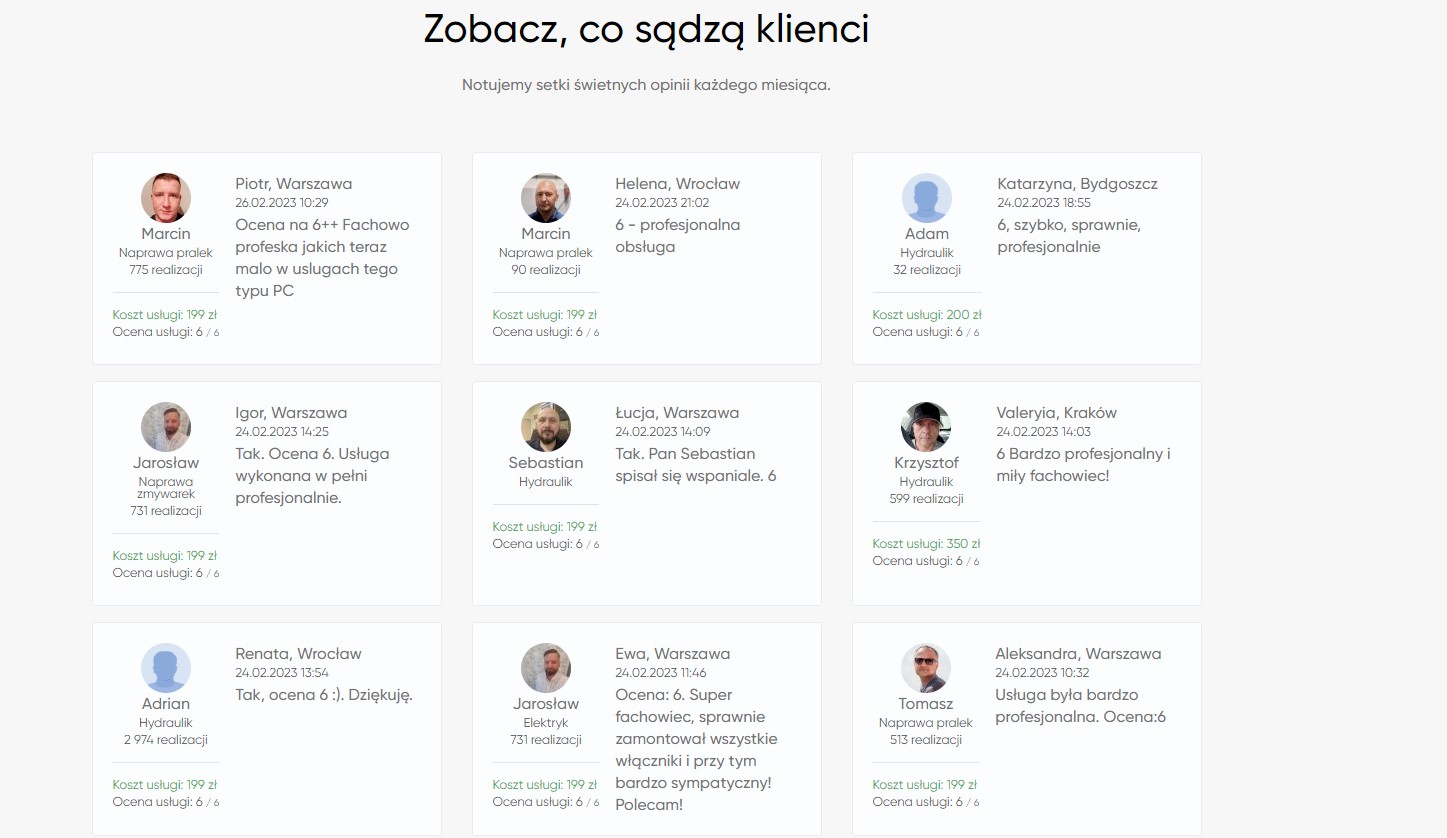 Zobacz, co sądzą klienci
Notujemy setki świetnych opinii każdego miesiąca.
Marcin
Naprawa pralek
775 realizacji
Koszt usługi: 199 zł
Ocena usługi: 6 / 6
Piotr, Warszawa
26.02.2023 10:29
Ocena na 6++ Fachowo
profeska jakich teraz
malo w uslugach tego
typu PC
Marcin
Naprawa pralek
90 realizacji
Koszt usługi: 199 zł
Ocena usługi: 6 / 6
Helena, Wrocław
24.02.2023 21:02
6 - profesjonalna
obsługa
Adam
Hydraulik
32 realizacji
Koszt usługi: 200 zł
Ocena usługi: 6 / 6
Katarzyna, Bydgoszcz
24.02.2023 18:55
6, szybko, sprawnie,
profesjonalnie
Jarosław
Naprawa
zmywarek
731 realizacji
Koszt usługi: 199 zł
Ocena usługi: 6 / 6
Igor, Warszawa
24.02.2023 14:25
Tak. Ocena 6. Usługa
wykonana w pełni
profesjonalnie.
Sebastian
Hydraulik
Koszt usługi: 199 zł
Ocena usługi: 6 / 6
Łucja, Warszawa
24.02.2023 14:09
Tak. Pan Sebastian
spisał się wspaniale. 6
Krzysztof
Hydraulik
599 realizacji
Koszt usługi: 350 zł
Ocena usługi: 6 / 6
Valeryia, Kraków
24.02.2023 14:03
6 Bardzo profesjonalny i
miły fachowiec!
Adrian
Hydraulik
2 974 realizacji
Koszt usługi: 199 zł
Ocena usługi: 6 / 6
Renata, Wrocław
24.02.2023 13:54
Tak, ocena 6 :). Dziękuję.
Jarosław
Elektryk
731 realizacji
Koszt usługi: 199 zł
Ocena usługi: 6 / 6
Ewa, Warszawa
24.02.2023 11:46
Ocena: 6. Super
fachowiec, sprawnie
zamontował wszystkie
włączniki i przy tym
bardzo sympatyczny!
Polecam!
Tomasz
Naprawa pralek
513 realizacji
Koszt usługi: 199 zł
Ocena usługi: 6 / 6
Aleksandra, Warszawa
24.02.2023 10:32
Usługa była bardzo
profesjonalna. Ocena:6